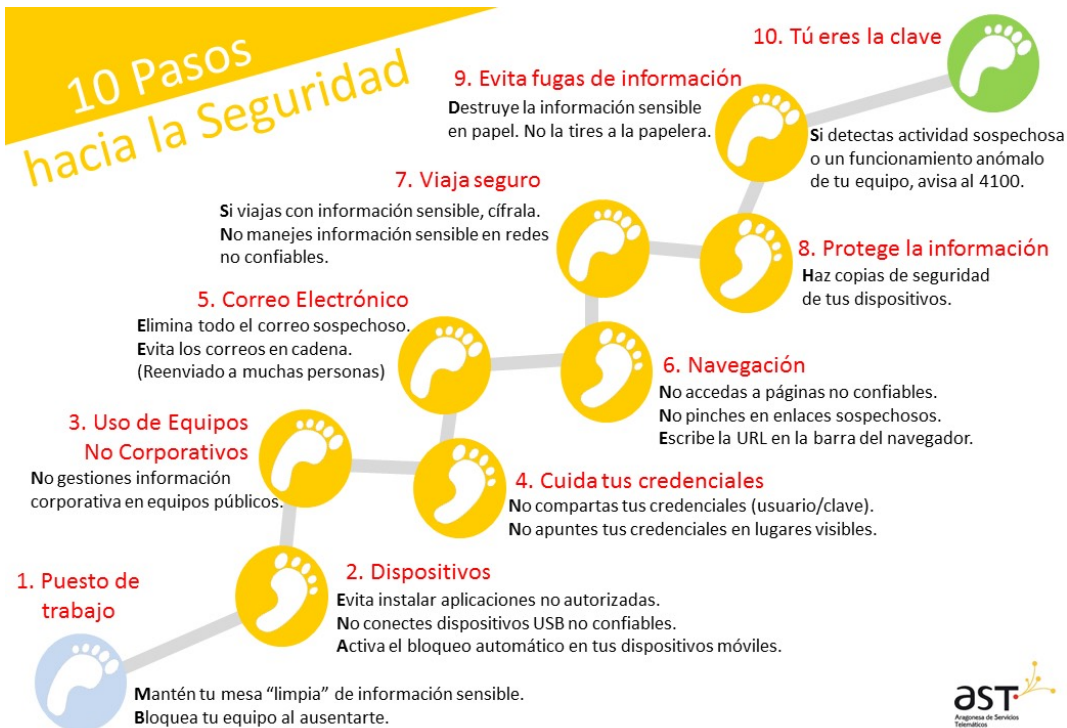 10 Pasos
hacia la Seguridad
1. Puesto de
trabajo
Mantén tu mesa “limpia” de información sensible.
Bloquea tu equipo al ausentarte.
2. Dispositivos
Evita instalar aplicaciones no autorizadas.
No conectes dispositivos USB no confiables.
Activa el bloqueo automático en tus dispositivos móviles.
3. Uso de Equipos
No Corporativos
No gestiones información
corporativa en equipos públicos.
4. Cuida tus credenciales
No compartas tus credenciales (usuario/clave).
No apuntes tus credenciales en lugares visibles.
5. Correo Electrónico
Elimina todo el correo sospechoso.
Evita los correos en cadena.
(Reenviado a muchas personas)
6. Navegación
No accedas a páginas no confiables.
No pinches en enlaces sospechosos.
Escribe la URL en la barra del navegador.
7. Viaja seguro
Si viajas con información sensible, cífrala.
No manejes información sensible en redes
no confiables.
8. Protege la información
Haz copias de seguridad
de tus dispositivos.
9. Evita fugas de información
Destruye la información sensible
en papel. No la tires a la papelera.
10. Tú eres la clave
Si detectas actividad sospechosa
o un funcionamiento anómalo
de tu equipo, avisa al 4100.
aST
Aragonesa de Servicios
Telemáticos